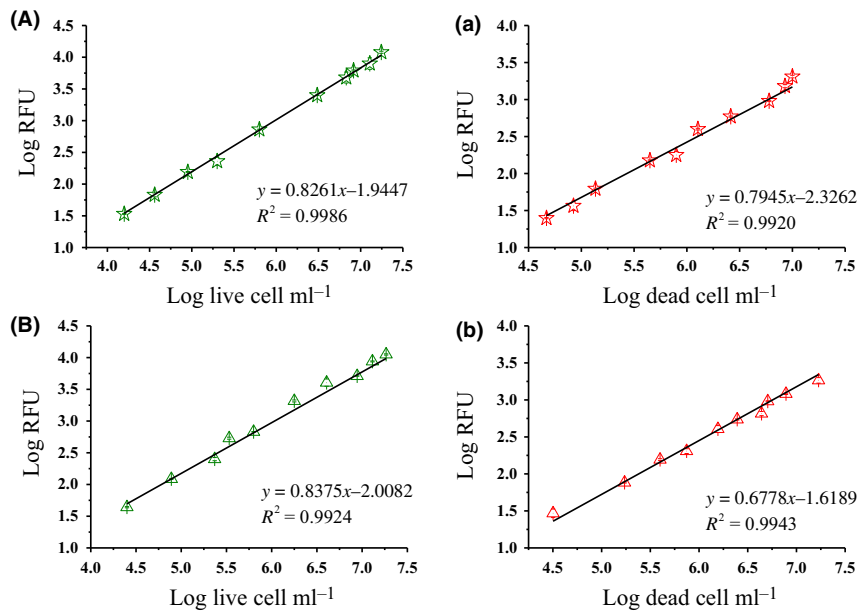 (A)
4.5
4.0
3.5
3.0
2.5
2.0
1.5
1.0
Log RFU
y = 0.8261x–1.9447
R² = 0.9986
4.0 4.5 5.0 5.5 6.0 6.5 7.0 7.5
Log live cell ml⁻¹
(a)
4.0
3.5
3.0
2.5
2.0
1.5
1.0
Log RFU
y = 0.7945x–2.3262
R² = 0.9920
4.5 5.0 5.5 6.0 6.5 7.0 7.5
Log dead cell ml⁻¹
(B)
4.5
4.0
3.5
3.0
2.5
2.0
1.5
1.0
Log RFU
y = 0.8375x–2.0082
R² = 0.9924
4.0 4.5 5.0 5.5 6.0 6.5 7.0 7.5
Log live cell ml⁻¹
(b)
4.0
3.5
3.0
2.5
2.0
1.5
1.0
Log RFU
y = 0.6778x–1.6189
R² = 0.9943
4.5 5.0 5.5 6.0 6.5 7.0 7.5
Log dead cell ml⁻¹